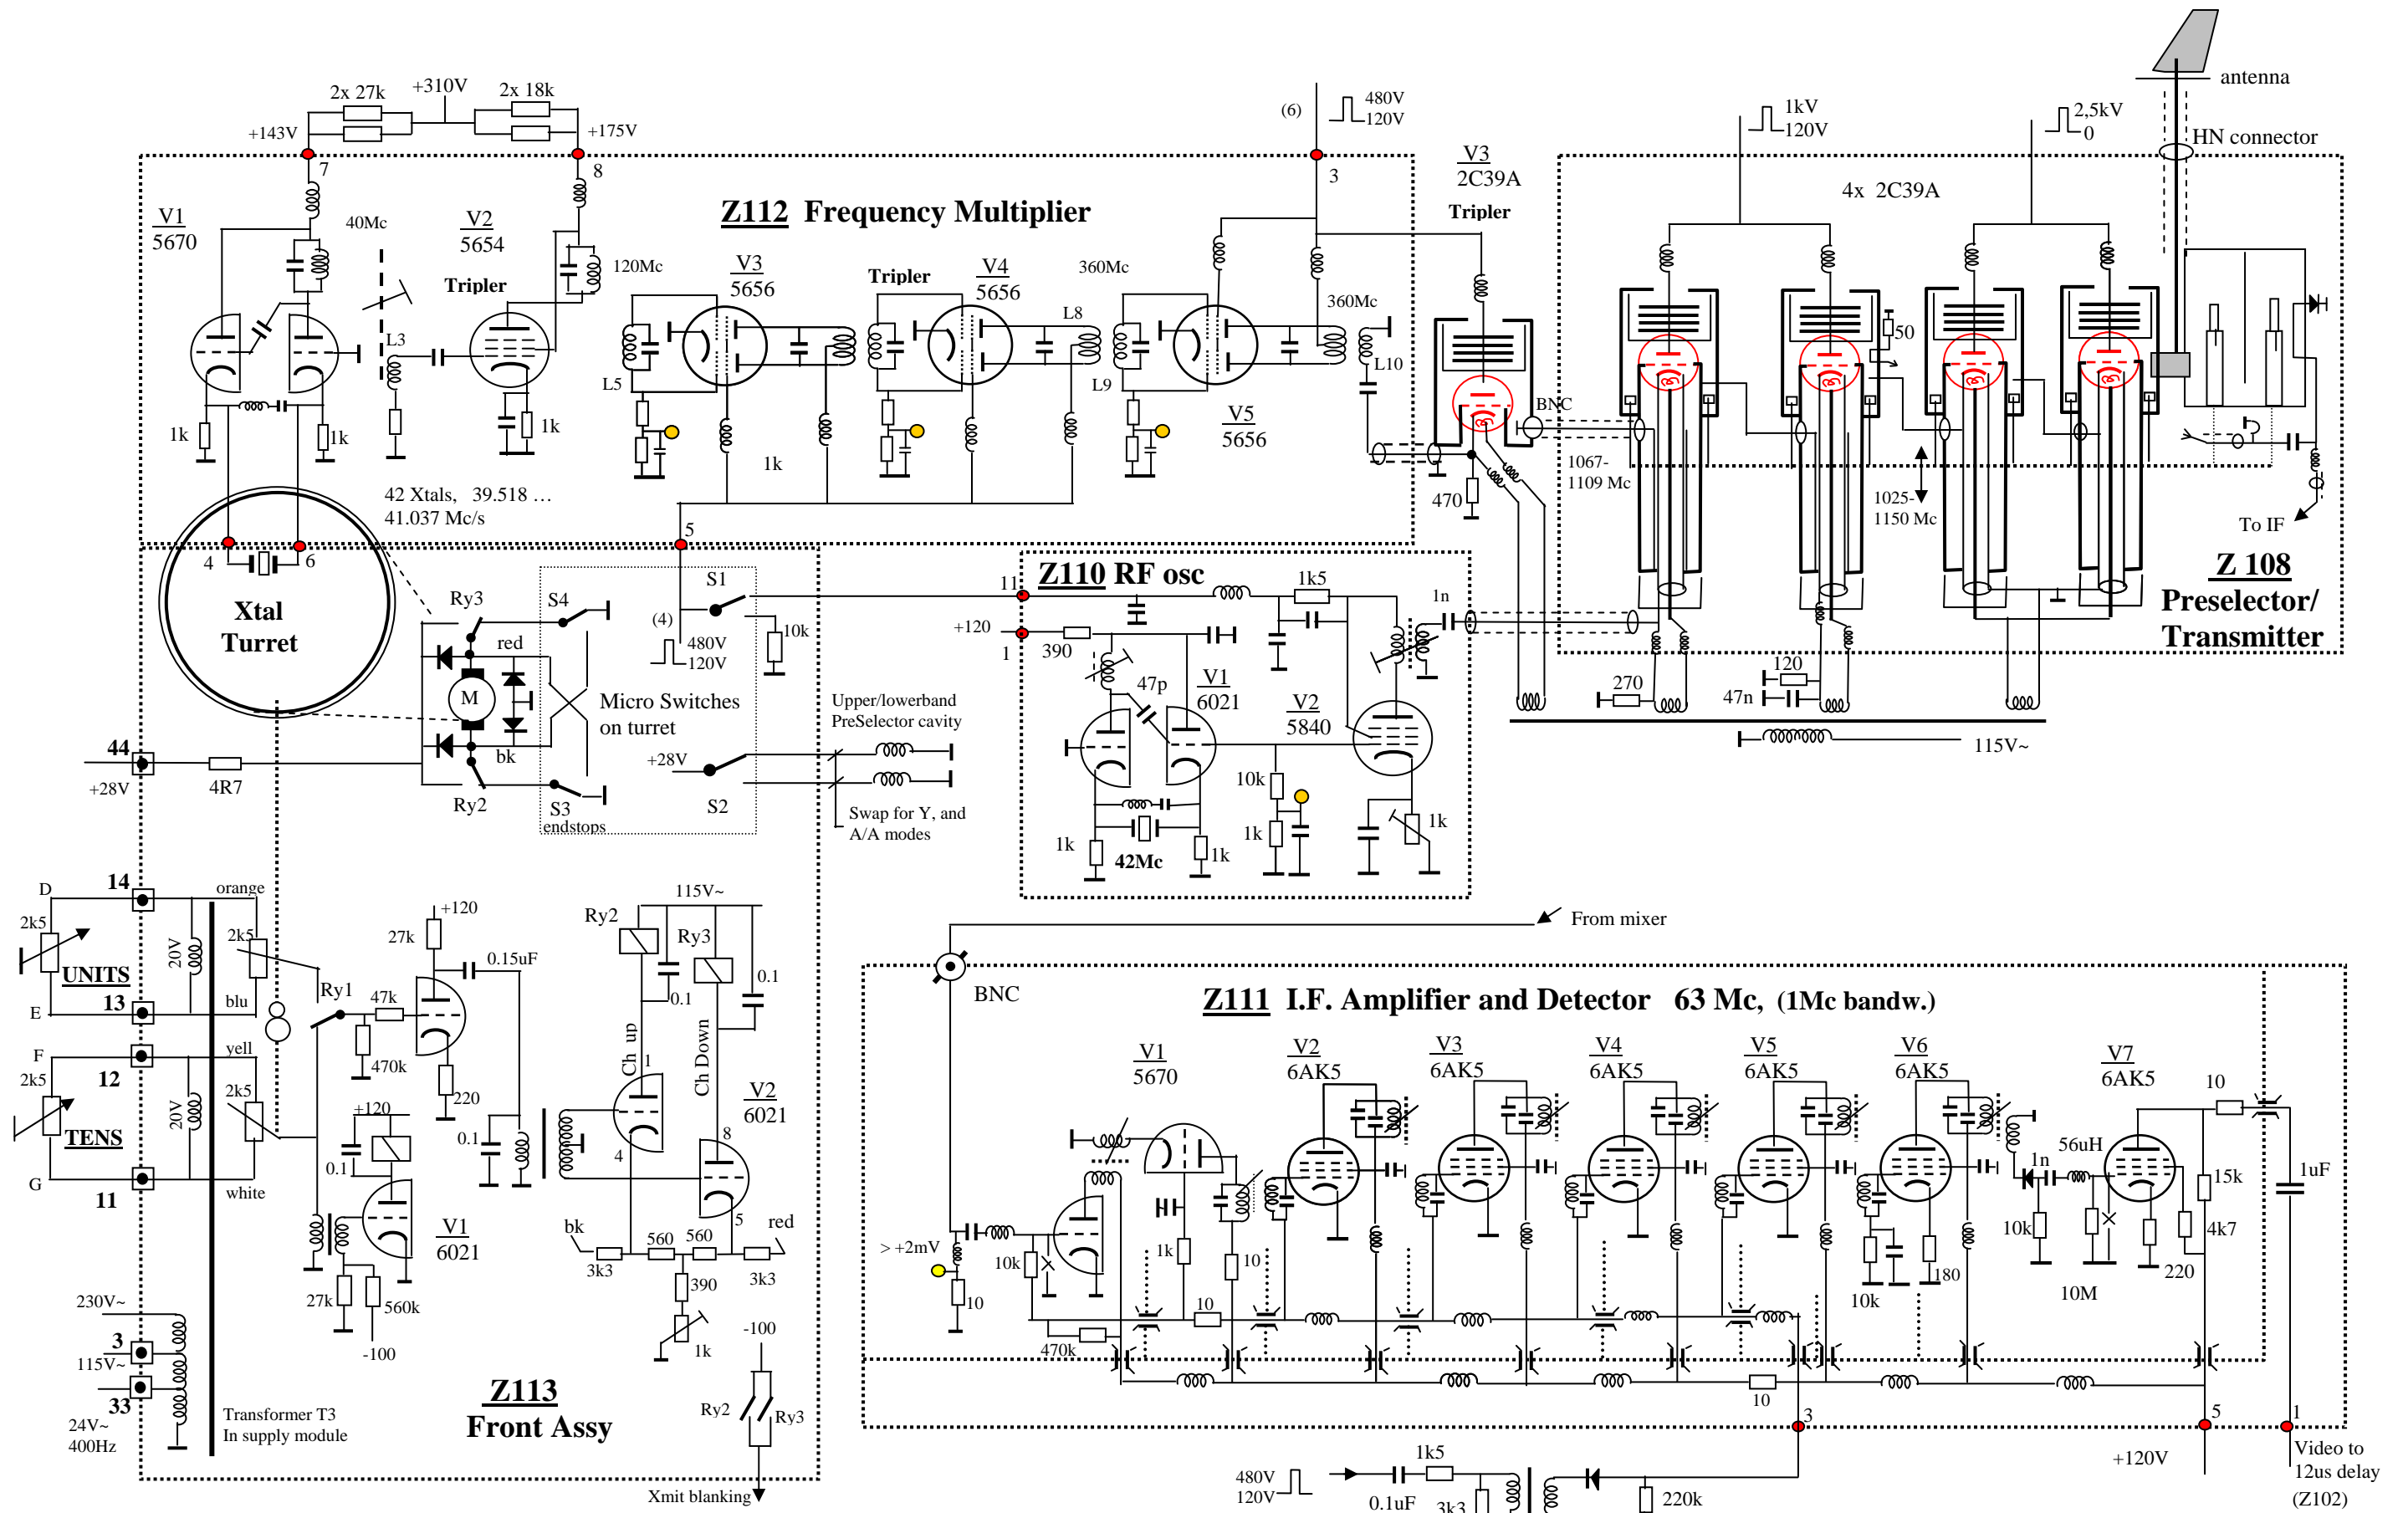 antenna
HN connector
2x 27k
+310V
2x 18k
+143V
+175V
7
8
(6)
480V
120V
3
1kV
120V
2,5kV
0
V3
2C39A
Tripler
4x 2C39A
Z112 Frequency Multiplier
V1
5670
40Mc
V2
5654
Tripler
120Mc
V3
5656
Tripler
V4
5656
360Mc
360Mc
L3
L5
L8
L9
L10
V5
5656
BNC
50
1k
1k
1k
1k
470
1067-
1109 Mc
1025-
1150 Mc
To IF
Z 108
Preselector/
Transmitter
42 Xtals, 39.518 …
41.037 Mc/s
4
6
5
Xtal
Turret
Ry3
S4
S1
red
(4)
480V
120V
10k
M
Micro Switches
on turret
bk
Ry2
S3
endstops
+28V
S2
Upper/lowerband
PreSelector cavity
Swap for Y, and
A/A modes
44
+28V
4R7
11
Z110 RF osc
1k5
1n
+120
1
390
47p
V1
6021
V2
5840
10k
1k
1k
1k
1k
42Mc
270
120
47n
115V~
14
D
orange
2k5
20V
2k5
UNITS
13
E
blu
F
yell
12
2k5
20V
2k5
TENS
G
11
white
Ry1
47k
470k
27k
+120
0.15uF
220
+120
0.1
V1
6021
27k
560k
-100
0.1
115V~
Ry2
Ry3
0.1
0.1
Ch up
Ch Down
1
4
8
5
V2
6021
bk
red
3k3
560
560
3k3
390
1k
-100
Ry2
Ry3
Xmit blanking
230V~
3
115V~
33
24V~
400Hz
Transformer T3
In supply module
Z113
Front Assy
From mixer
BNC
Z111 I.F. Amplifier and Detector 63 Mc, (1Mc bandw.)
V1
5670
V2
6AK5
V3
6AK5
V4
6AK5
V5
6AK5
V6
6AK5
V7
6AK5
10
56uH
1n
15k
1uF
> +2mV
10
10k
1k
10
10
470k
10k
180
10k
10M
220
4k7
10
3
5
1
+120V
Video to
12us delay
(Z102)
480V
120V
0.1uF
1k5
3k3
220k